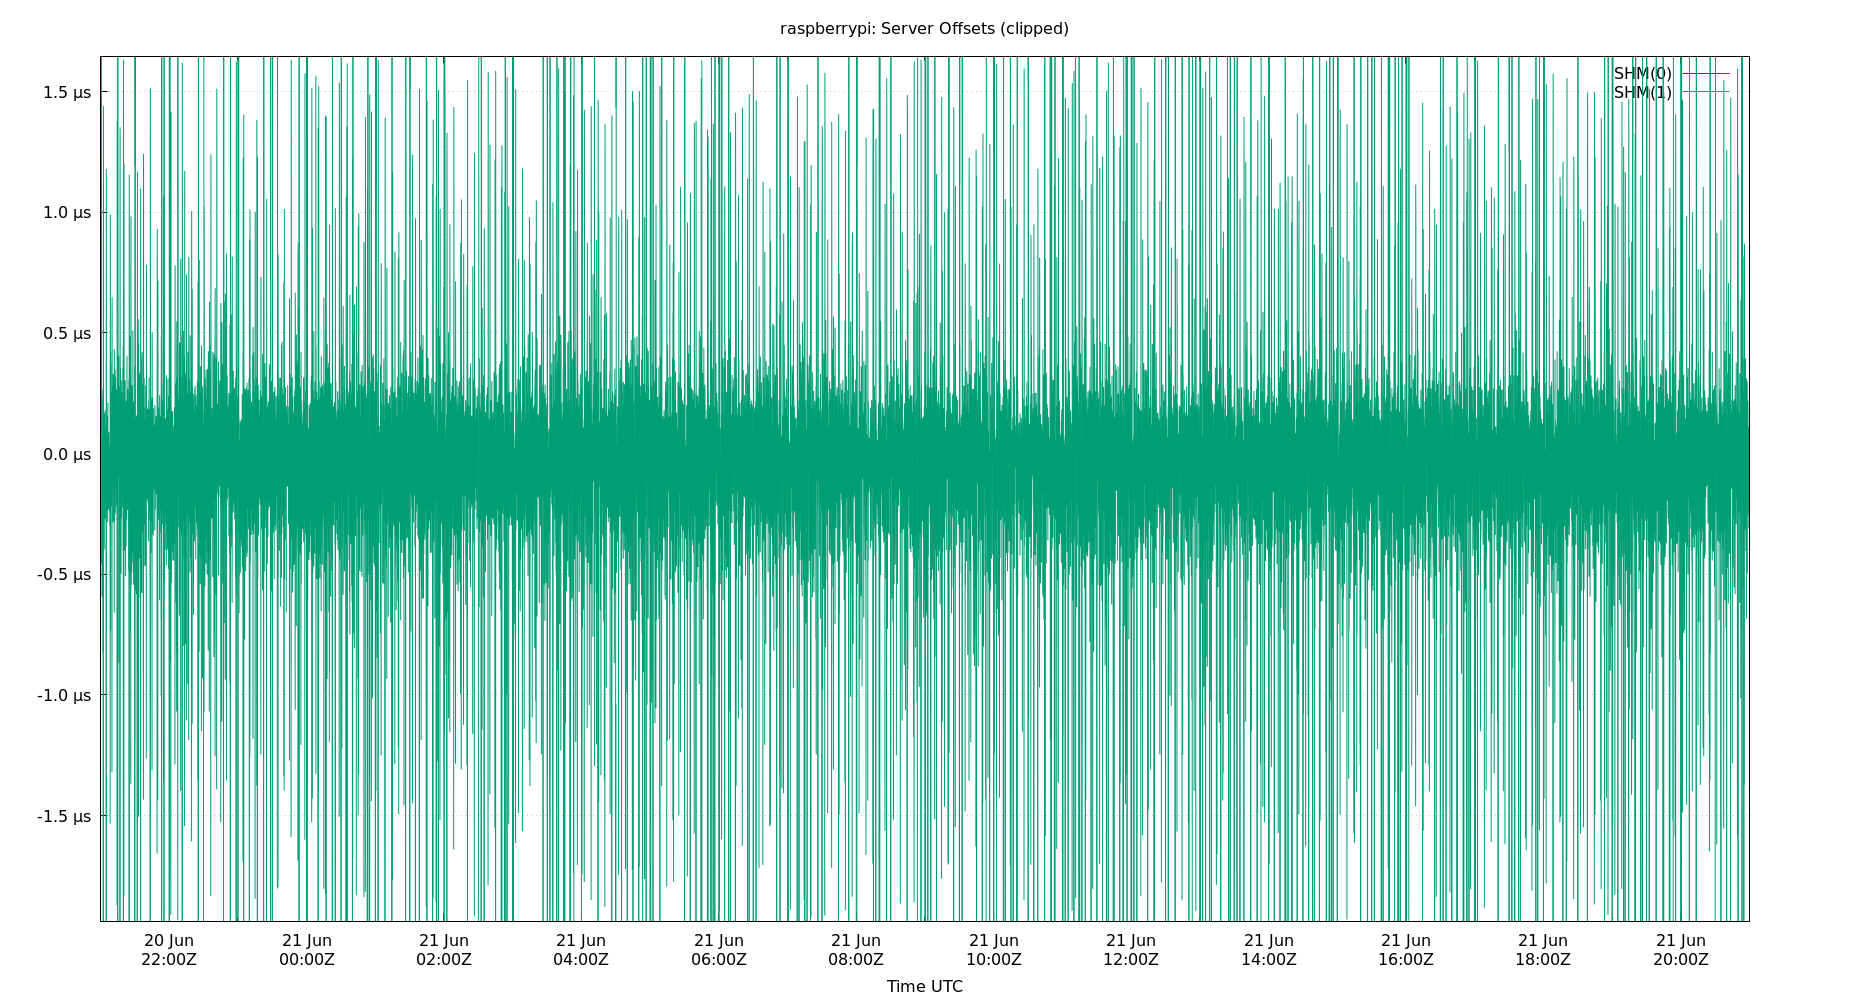 raspberrypi: Server Offsets (clipped)
SHM(0)
SHM(1)
1.5 µs
1.0 µs
0.5 µs
0.0 µs
-0.5 µs
-1.0 µs
-1.5 µs
20 Jun 21 Jun 21 Jun 21 Jun 21 Jun 21 Jun 21 Jun 21 Jun 21 Jun 21 Jun 21 Jun 21 Jun
22:00Z 00:00Z 02:00Z 04:00Z 06:00Z 08:00Z 10:00Z 12:00Z 14:00Z 16:00Z 18:00Z 20:00Z
Time UTC